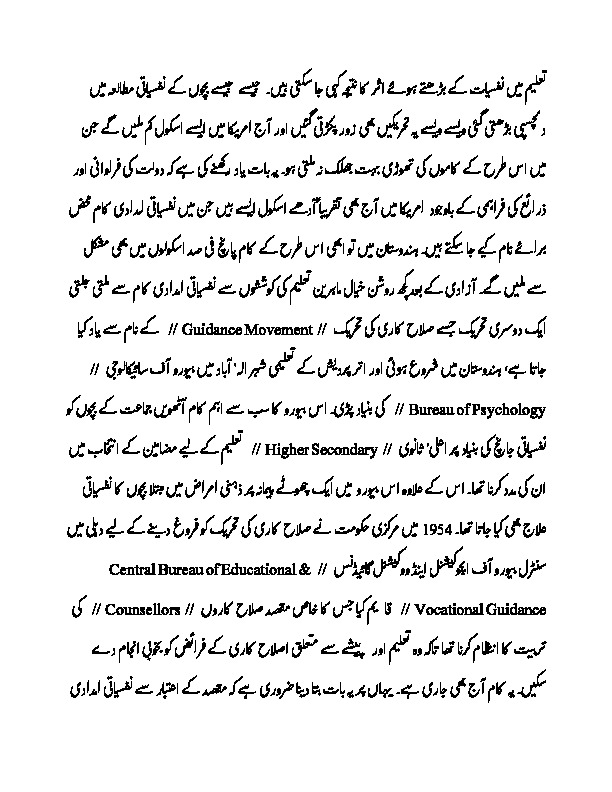 تعلیم میں نفسیات کے بڑھتے ہوئے اثر کا نتیجہ کہی جا سکتی ہیں۔ جیسے جیسے بچوں کے نفسیاتی مطالعہ میں
دلچسپی بڑھتی گئی ویسے ویسے یہ تحریکیں بھی زور پکڑتی گئیں اور آج امریکا میں ایسے اسکول کم ملیں گے جن
میں اس طرح کے کاموں کی تھوڑی بہت جھلک نہ ملتی ہو۔ یہ بات یاد رکھنے کی ہے کہ دولت کی فراوانی اور
ذرائع کی فراہمی کے باوجود امریکا میں آج بھی تقریباً آدھے اسکول ایسے ہیں جن میں نفسیاتی امدادی کام محض
برائے نام کیے جا سکتے ہیں۔ ہندوستان میں تو ابھی اس طرح کے کام پانچ فی صد اسکولوں میں بھی مشکل
سے ملیں گے۔ آزادی کے بعد کچھ روشن خیال ماہرین تعلیم کی کوششوں سے نفسیاتی امدادی کام سے ملتی جلتی
ایک دوسری تحریک جسے صلاح کاری کی تحریک // Guidance Movement // کے نام سے یاد کیا
جاتا ہے، ہندوستان میں شروع ہوئی اور اتر پردیش کے تعلیمی شہر الہ' آباد میں بیورو آف سائیکالوجی //
Bureau of Psychology // کی بنیاد پڑی۔ اس بیورو کا سب سے اہم کام آٹھویں جماعت کے بچوں کو
نفسیاتی جانچ کی بنیاد پر اعلیٰ ثانوی // Higher Secondary // تعلیم کے لیے مضامین کے انتخاب میں
ان کی مدد کرنا تھا۔ اس کے علاوہ اس بیورو میں ایک چھوٹے پیمانہ پر ذہنی امراض میں مبتلا بچوں کا نفسیاتی
علاج بھی کیا جاتا تھا۔ 1954 میں مرکزی حکومت نے صلاح کاری کی تحریک کو فروغ دینے کے لیے دہلی میں
سنٹرل بیورو آف ایجوکیشنل اینڈ ووکیشنل گائیڈنس // Central Bureau of Educational &
Vocational Guidance // قایم کیا جس کا خاص مقصد صلاح کاروں // Counsellors // کی
تربیت کا انتظام کرنا تھا تاکہ وہ تعلیم اور پیشے سے متعلق اصلاح کاری کے فرائض کو بخوبی انجام دے
سکیں۔ یہ کام آج بھی جاری ہے۔ یہاں پر یہ بات بتا دینا ضروری ہے کہ مقصد کے اعتبار سے نفسیاتی امدادی